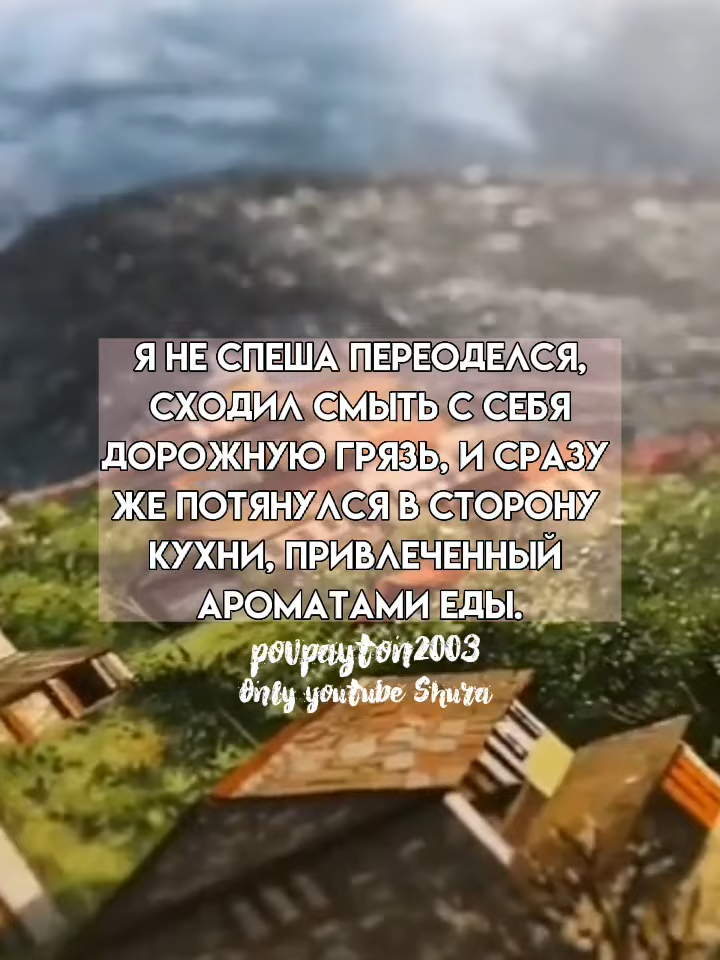 Я НЕ СПЕША ПЕРЕОДЕЛСЯ,
СХОДИЛ СМЫТЬ С СЕБЯ
ДОРОЖНУЮ ГРЯЗЬ, И СРАЗУ
ЖЕ ПОТЯНУЛСЯ В СТОРОНУ
КУХНИ, ПРИВЛЕЧЕННЫЙ
АРОМАТАМИ ЕДЫ.
povpayton2003
Only youtube Shura